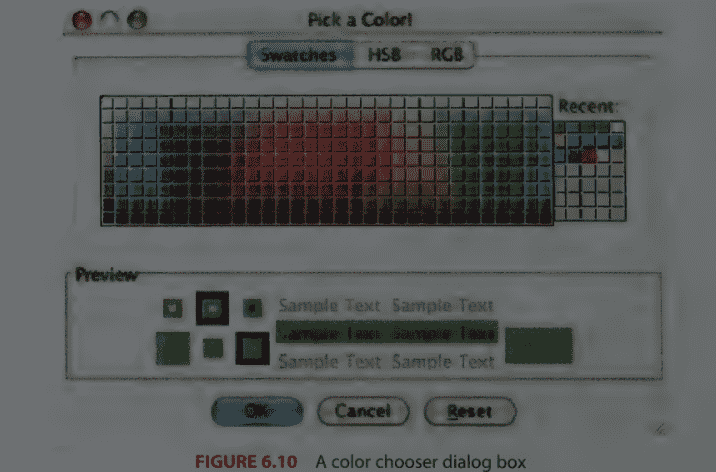 Pick a Color!
Swatches HSB RGB
Recent:
Preview
Sample Text Sample Text
Sample Text Sample Text
Sample Text Sample Text
OK Cancel Reset
FIGURE 6.10 A color chooser dialog box